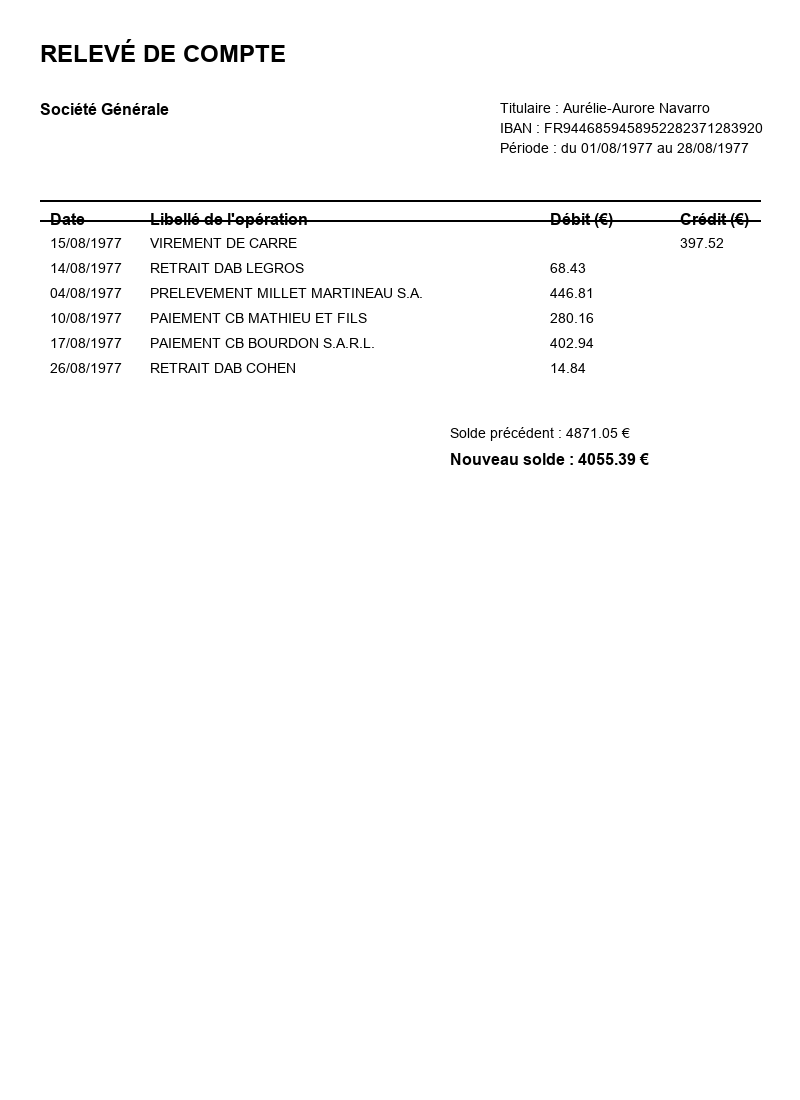 RELEVÉ DE COMPTE
Société Générale
Titulaire : Aurélie-Aurore Navarro
IBAN : FR9446859458952282371283920
Période : du 01/08/1977 au 28/08/1977
Date Libellé de l'opération Débit (€) Crédit (€)
15/08/1977 VIREMENT DE CARRE 397.52
14/08/1977 RETRAIT DAB LEGROS 68.43
04/08/1977 PRELEVEMENT MILLET MARTINEAU S.A. 446.81
10/08/1977 PAIEMENT CB MATHIEU ET FILS 280.16
17/08/1977 PAIEMENT CB BOURDON S.A.R.L. 402.94
26/08/1977 RETRAIT DAB COHEN 14.84
Solde précédent : 4871.05 €
Nouveau solde : 4055.39 €